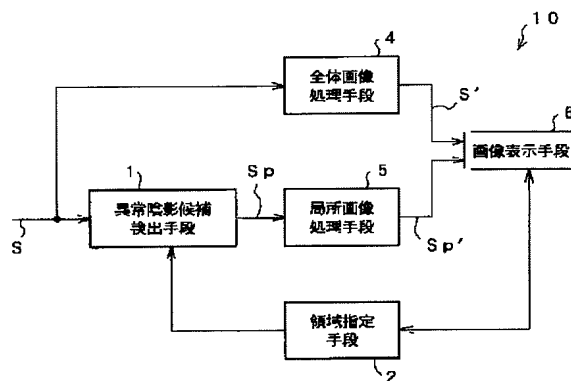 10
4
全体画像
処理手段
S'
6
画像表示手段
1
異常陰影候補
検出手段
Sp
5
局所画像
処理手段
Sp'
S
領域指定
手段
2